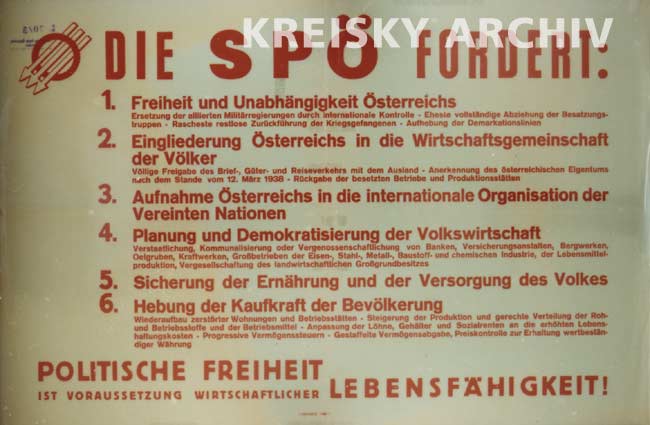 KREISKY ARCHIV
DIE SPÖ FORDERT:
1. Freiheit und Unabhängigkeit Österreichs
Ersetzung der alliierten Militärregierungen durch internationale Kontrolle - Eheste vollständige Abziehung der Besatzungs-
truppen - Rascheste restlose Zurückführung der Kriegsgefangenen - Aufhebung der Demarkationslinien
2. Eingliederung Österreichs in die Wirtschaftsgemeinschaft
der Völker
Völlige Freigabe des Brief-, Güter- und Reiseverkehrs mit dem Ausland - Anerkennung des österreichischen Eigentums
nach dem Stande vom 12. März 1938 - Rückgabe der besetzten Betriebe und Produktionsstätten
3. Aufnahme Österreichs in die internationale Organisation der
Vereinten Nationen
4. Planung und Demokratisierung der Volkswirtschaft
Verstaatlichung, Kommunalisierung oder Vergenossenschaftlichung von Banken, Versicherungsanstalten, Bergwerken,
Oelgruben, Kraftwerken, Großbetrieben der Eisen-, Stahl-, Metall-, Baustoff- und chemischen Industrie, der Lebensmittel-
produktion, Vergesellschaftung des landwirtschaftlichen Großgrundbesitzes
5. Sicherung der Ernährung und der Versorgung des Volkes
6. Hebung der Kaufkraft der Bevölkerung
Wiederaufbau zerstörter Wohnungen und Betriebstätten - Steigerung der Produktion und gerechte Verteilung der Roh-
und Betriebsstoffe und der Betriebsmittel - Anpassung der Löhne, Gehälter und Sozialrenten an die erhöhten Lebens-
haltungskosten - Progressive Vermögenssteuern - Gestaffelte Vermögensabgabe, Preiskontrolle zur Erhaltung wertbestän-
diger Währung
POLITISCHE FREIHEIT
IST VORAUSSETZUNG WIRTSCHAFTLICHER LEBENSFÄHIGKEIT!